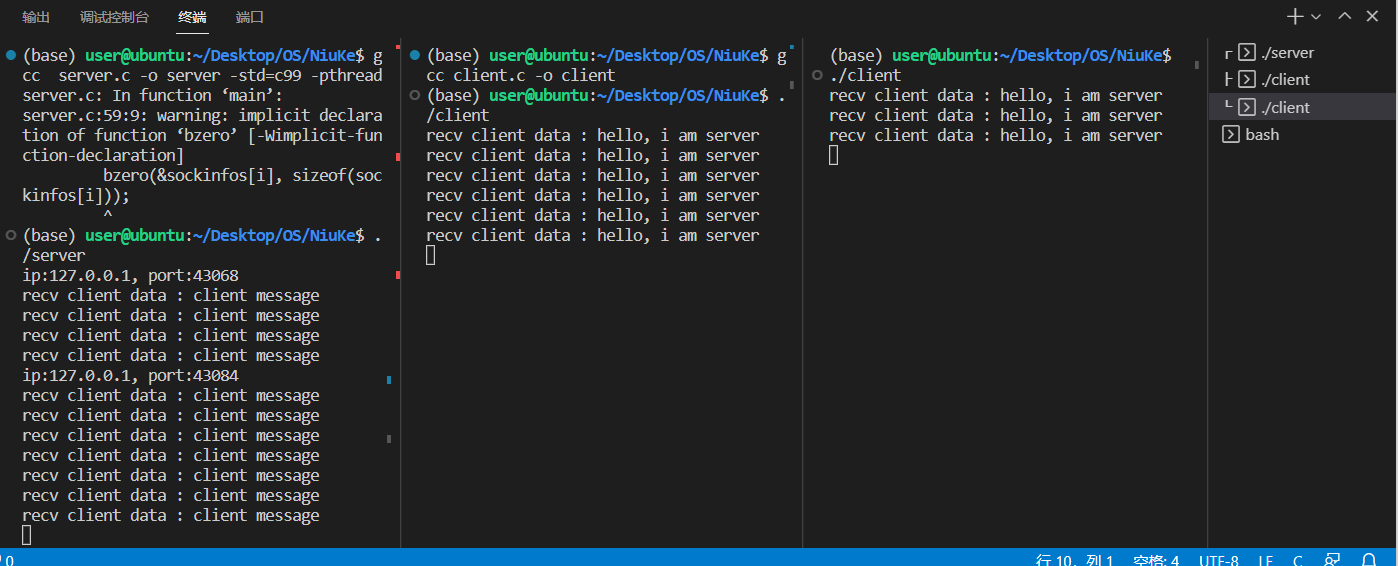 输出 调试控制台 终端 端口
(base) user@ubuntu:~/Desktop/OS/NiuKe$ g
cc  server.c -o server -std=c99 -pthread
server.c: In function ‘main’:
server.c:59:9: warning: implicit declara
tion of function ‘bzero’ [-Wimplicit-fun
ction-declaration]
         bzero(&sockinfos[i], sizeof(soc
kinfos[i]));
         ^
(base) user@ubuntu:~/Desktop/OS/NiuKe$ .
/server
ip:127.0.0.1, port:43068
recv client data : client message
recv client data : client message
recv client data : client message
recv client data : client message
ip:127.0.0.1, port:43084
recv client data : client message
recv client data : client message
recv client data : client message
recv client data : client message
recv client data : client message
recv client data : client message
recv client data : client message
(base) user@ubuntu:~/Desktop/OS/NiuKe$ g
cc client.c -o client
(base) user@ubuntu:~/Desktop/OS/NiuKe$ .
/client
recv client data : hello, i am server
recv client data : hello, i am server
recv client data : hello, i am server
recv client data : hello, i am server
recv client data : hello, i am server
recv client data : hello, i am server
(base) user@ubuntu:~/Desktop/OS/NiuKe$
./client
recv client data : hello, i am server
recv client data : hello, i am server
recv client data : hello, i am server
./server
./client
./client
bash
0
行 10，列 1 空格: 4 UTF-8 LF C